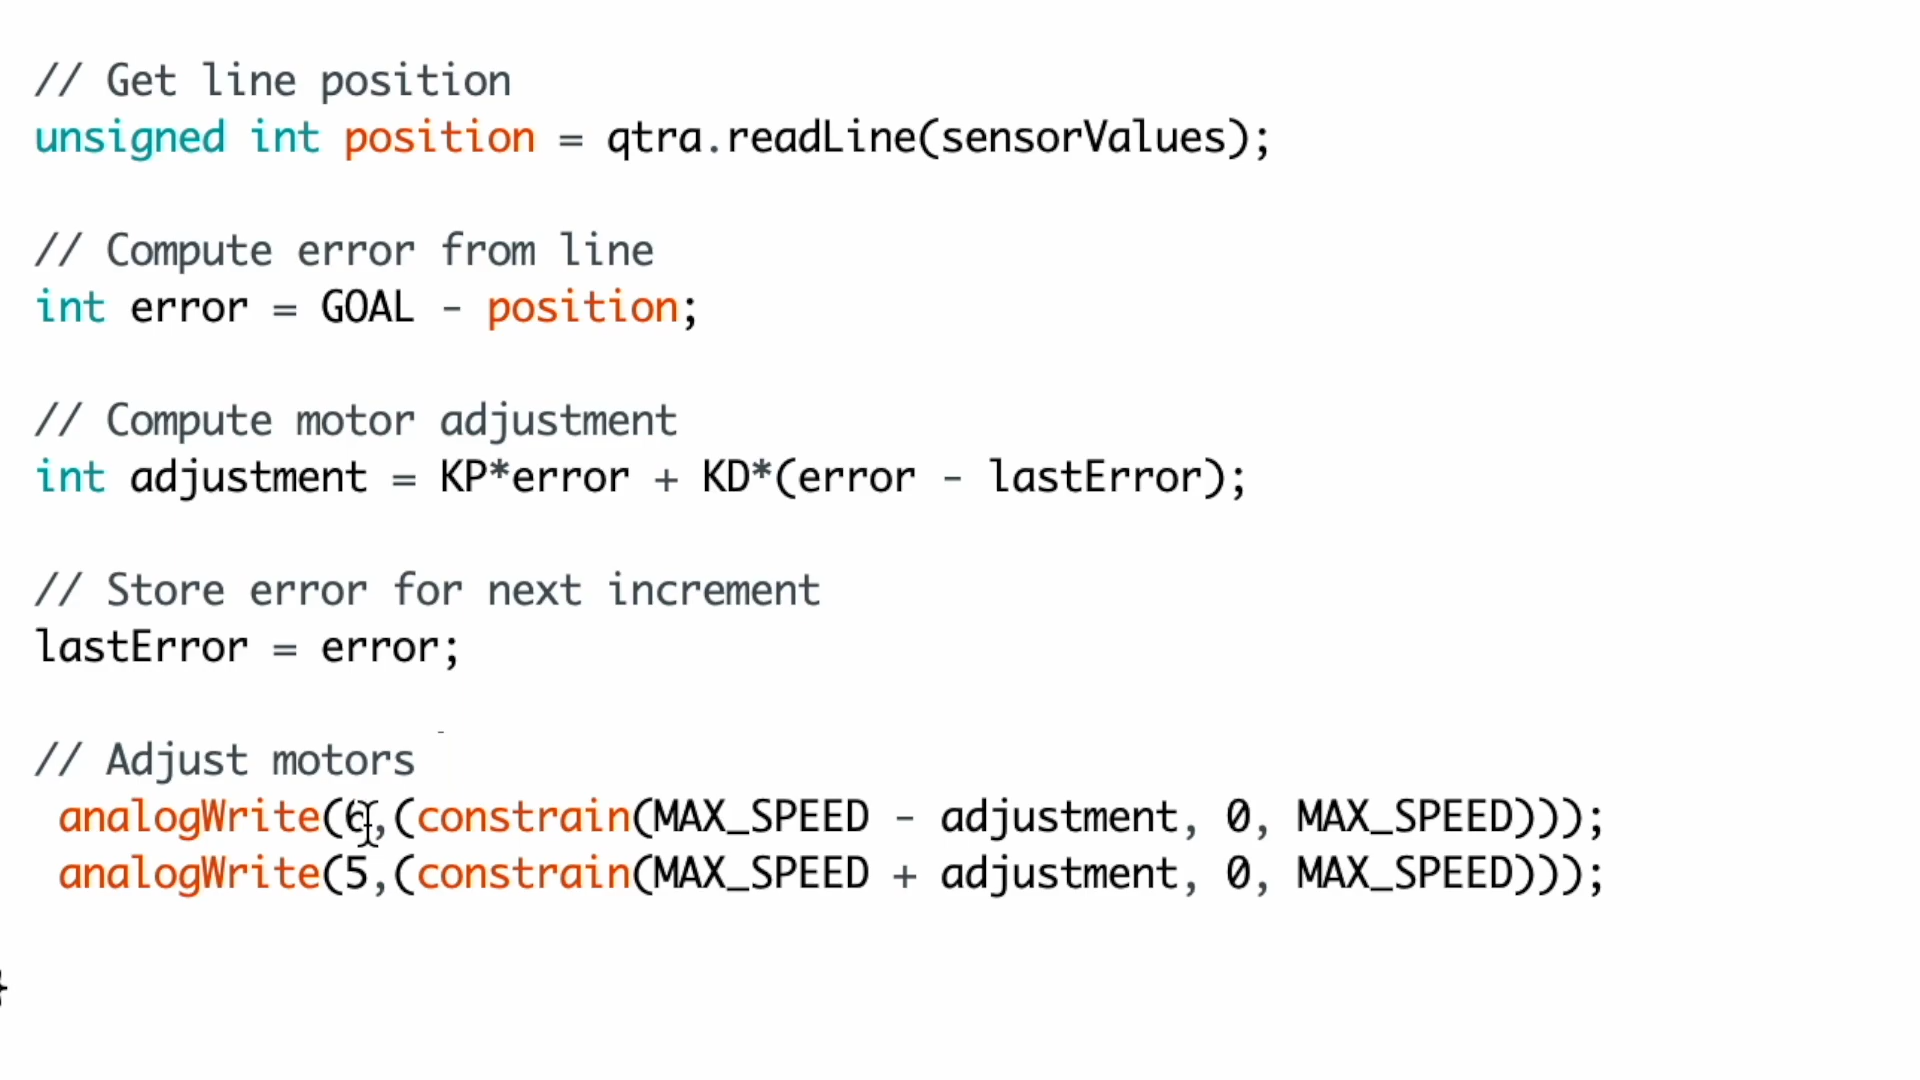 // Get line position
unsigned int position = qtra.readLine(sensorValues);
// Compute error from line
int error = GOAL - position;
// Compute motor adjustment
int adjustment = KP*error + KD*(error - lastError);
// Store error for next increment
lastError = error;
// Adjust motors
analogWrite(6,(constrain(MAX_SPEED - adjustment, 0, MAX_SPEED)));
analogWrite(5,(constrain(MAX_SPEED + adjustment, 0, MAX_SPEED)));
}